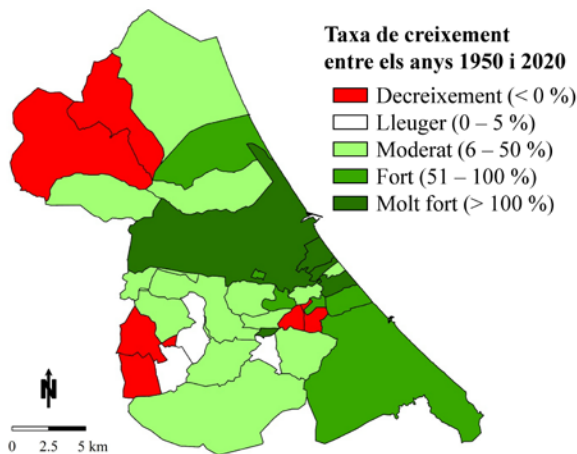 Taxa de creixement
entre els anys 1950 i 2020
Decreixement (< 0 %)
Lleuger (0 – 5 %)
Moderat (6 – 50 %)
Fort (51 – 100 %)
Molt fort (> 100 %)
N
0 2.5 5 km